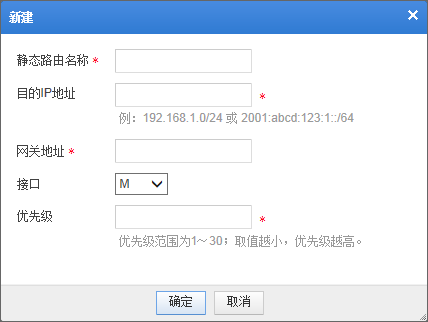 新建
静态路由名称 *
目的IP地址 *
例：192.168.1.0/24 或 2001:abcd:123:1::/64
网关地址 *
接口 M
优先级 *
优先级范围为1～30；取值越小，优先级越高。
确定 取消